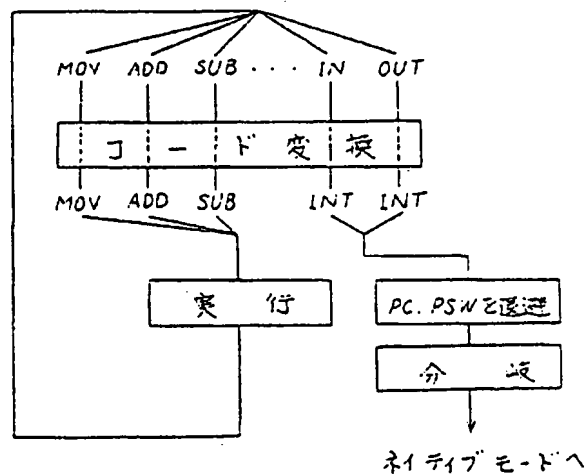 MOV ADD SUB ・・・・ IN OUT
コード変換
MOV ADD SUB INT INT
実行
PC. PSWを退避
分岐
ネイティブモードへ